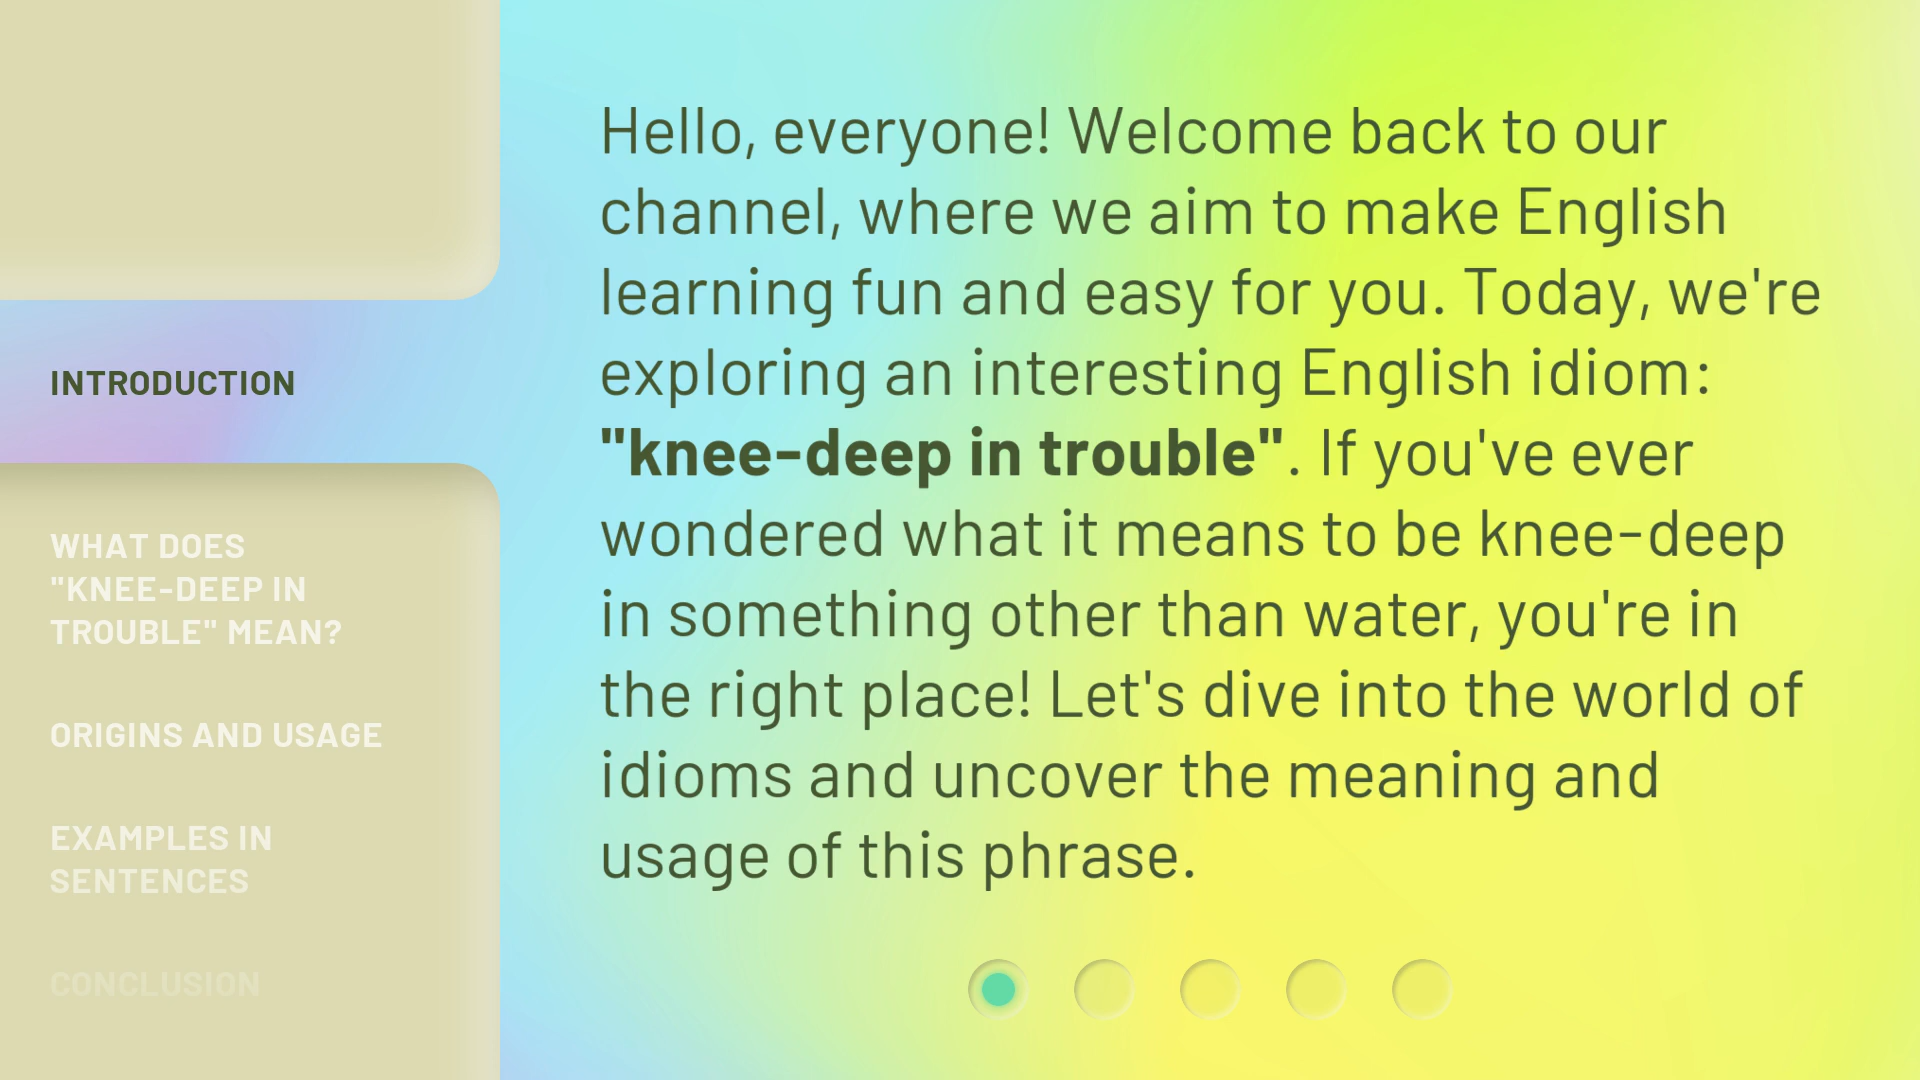 INTRODUCTION
WHAT DOES
"KNEE-DEEP IN
TROUBLE" MEAN?
ORIGINS AND USAGE
EXAMPLES IN
SENTENCES
CONCLUSION
Hello, everyone! Welcome back to our
channel, where we aim to make English
learning fun and easy for you. Today, we're
exploring an interesting English idiom:
"knee-deep in trouble". If you've ever
wondered what it means to be knee-deep
in something other than water, you're in
the right place! Let's dive into the world of
idioms and uncover the meaning and
usage of this phrase.